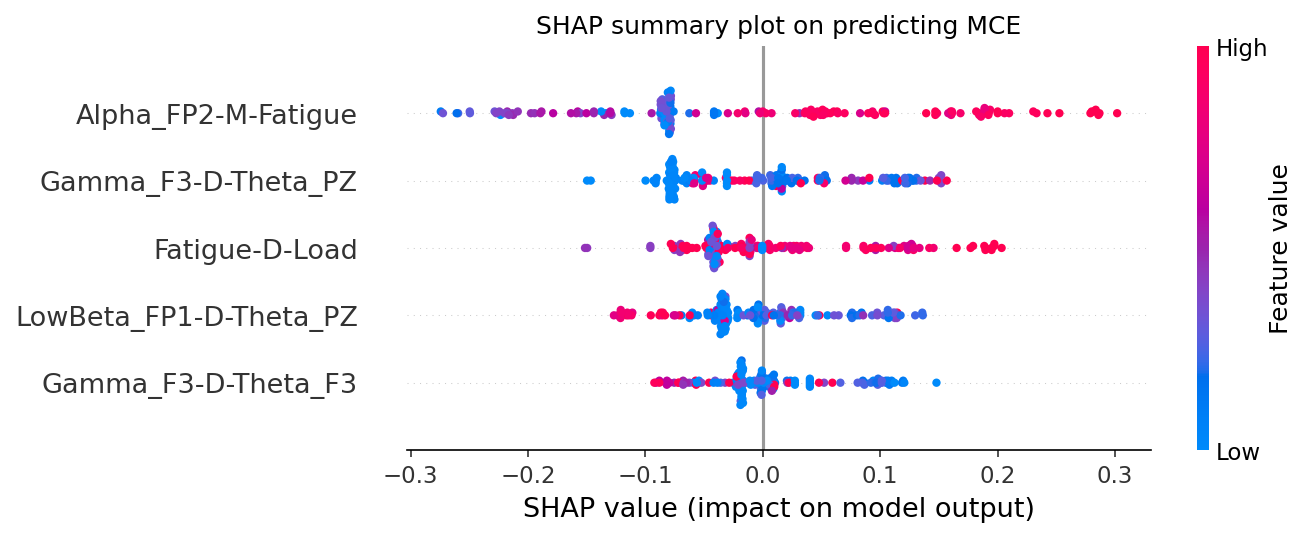 SHAP summary plot on predicting MCE
High
Alpha_FP2-M-Fatigue
Gamma_F3-D-Theta_PZ
Fatigue-D-Load
LowBeta_FP1-D-Theta_PZ
Gamma_F3-D-Theta_F3
Feature value
Low
−0.3 −0.2 −0.1 0.0 0.1 0.2 0.3
SHAP value (impact on model output)